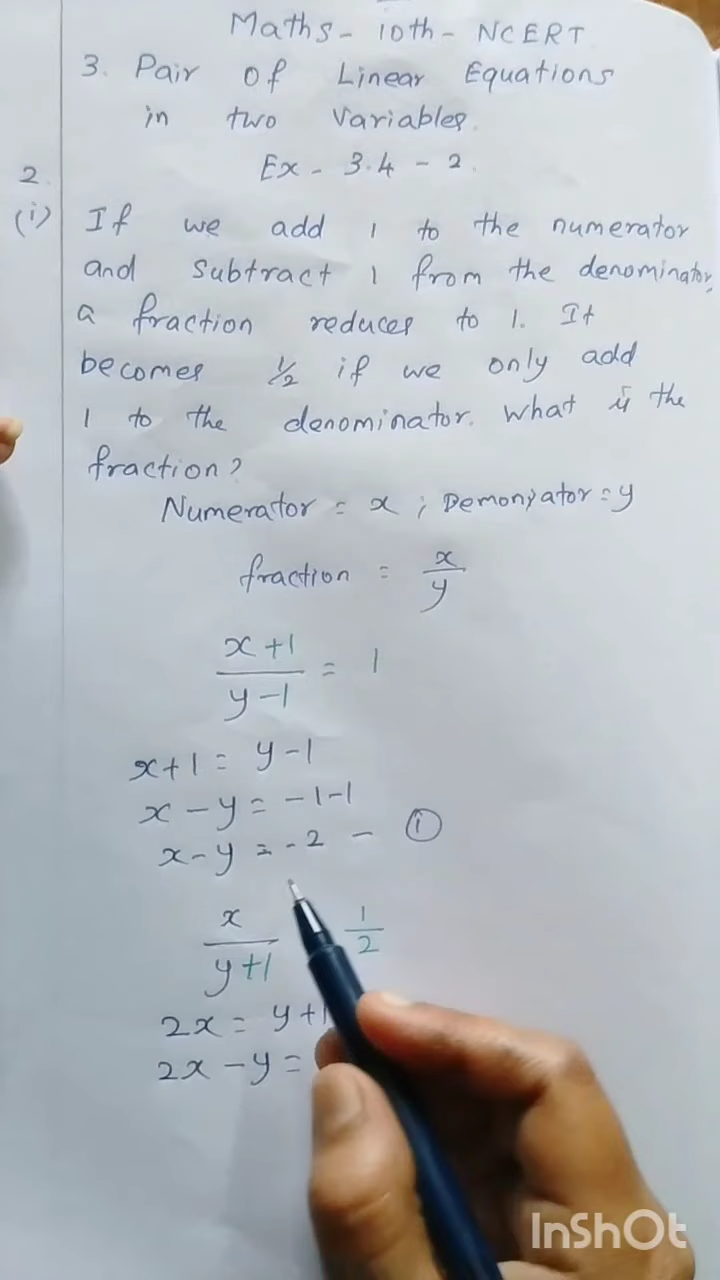 Maths - 10th - NCERT
3. Pair of Linear Equations
in two Variables.
Ex - 3.4 - 2.
2.
(i) If we add 1 to the numerator
and Subtract 1 from the denominator,
a fraction reduces to 1. It
becomes 1/2 if we only add
1 to the denominator. What is the
fraction?
Numerator = x ; Demoniator = y
fraction = x/y
x+1/y-1 = 1
x+1 = y-1
x-y = -1-1
x-y = -2 - ①
x/y+1 1/2
2x = y+1
2x-y =
InShOt